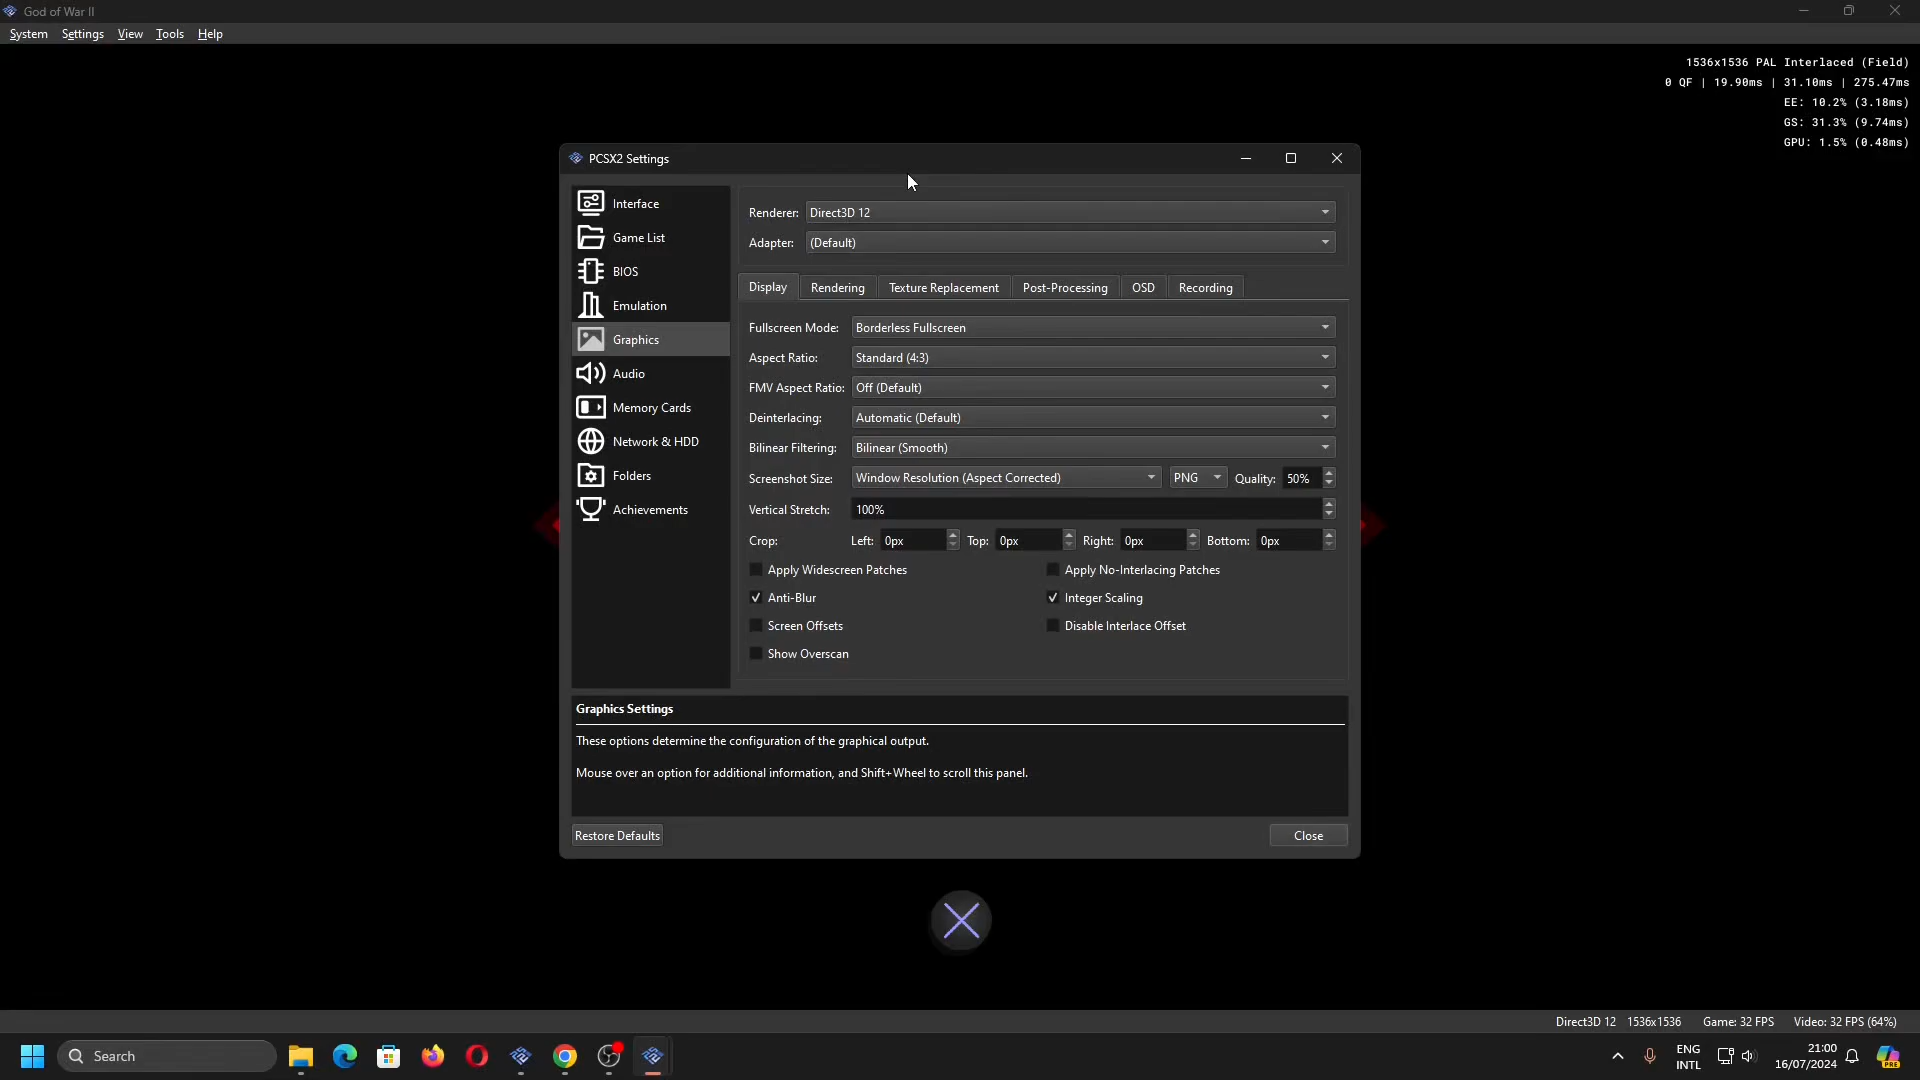 God of War II
System Settings View Tools Help
1536x1536 PAL Interlaced (Field)
0 QF | 19.90ms | 31.10ms | 275.47ms
EE: 10.2% (3.18ms)
GS: 31.3% (9.74ms)
GPU: 1.5% (0.48ms)
PCSX2 Settings
Interface
Game List
BIOS
Emulation
Graphics
Audio
Memory Cards
Network & HDD
Folders
Achievements
Renderer: Direct3D 12
Adapter: (Default)
Display Rendering Texture Replacement Post-Processing OSD Recording
Fullscreen Mode: Borderless Fullscreen
Aspect Ratio: Standard (4:3)
FMV Aspect Ratio: Off (Default)
Deinterlacing: Automatic (Default)
Bilinear Filtering: Bilinear (Smooth)
Screenshot Size: Window Resolution (Aspect Corrected) PNG Quality: 50%
Vertical Stretch: 100%
Crop: Left: 0px Top: 0px Right: 0px Bottom: 0px
Apply Widescreen Patches Apply No-Interlacing Patches
Anti-Blur Integer Scaling
Screen Offsets Disable Interlace Offset
Show Overscan
Graphics Settings
These options determine the configuration of the graphical output.
Mouse over an option for additional information, and Shift+Wheel to scroll this panel.
Restore Defaults Close
Direct3D 12 1536x1536 Game: 32 FPS Video: 32 FPS (64%)
Search
ENG
INTL
21:00
16/07/2024
PRE